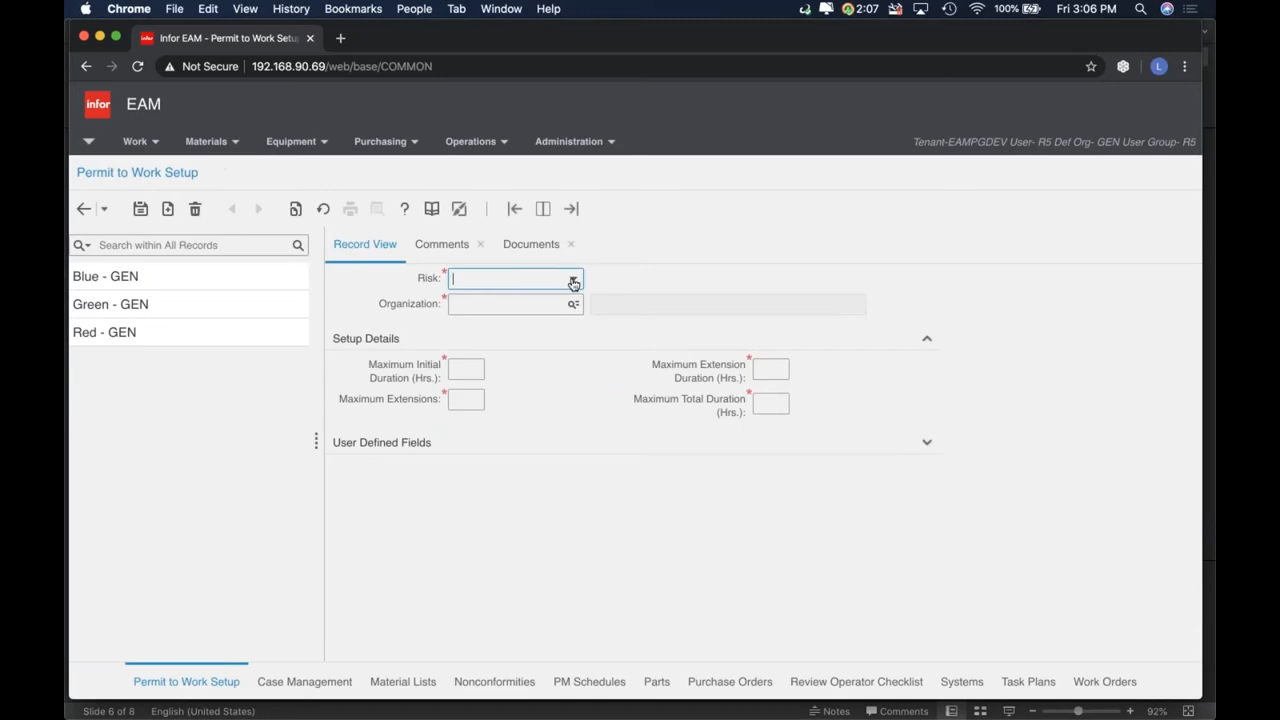 Chrome File Edit View History Bookmarks People Tab Window Help 2:07 100% Fri 3:06 PM
Infor EAM - Permit to Work Setu
Not Secure 192.168.90.69/web/base/COMMON L
infor EAM
Work Materials Equipment Purchasing Operations Administration Tenant-EAMPGDEV User- R5 Def Org- GEN User Group- R5
Permit to Work Setup
Search within All Records
Blue - GEN
Green - GEN
Red - GEN
Record View Comments Documents
Risk:*
Organization:*
Setup Details
Maximum Initial
Duration (Hrs.):*
Maximum Extension
Duration (Hrs.):*
Maximum Extensions:*
Maximum Total Duration
(Hrs.):*
User Defined Fields
Permit to Work Setup Case Management Material Lists Nonconformities PM Schedules Parts Purchase Orders Review Operator Checklist Systems Task Plans Work Orders
Slide 6 of 8 English (United States) Notes Comments 92%